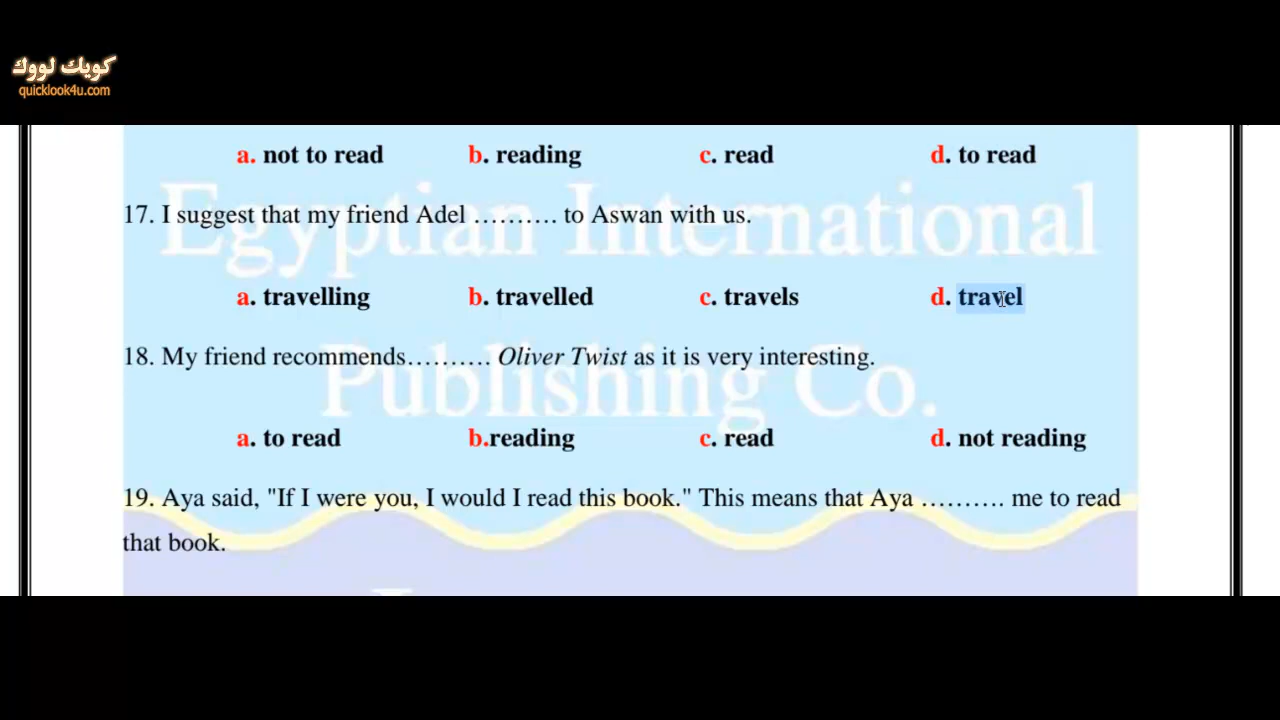 كويك لووك
quicklook4u.com
a. not to read b. reading c. read d. to read
Egyptian International
17. I suggest that my friend Adel ………. to Aswan with us.
a. travelling b. travelled c. travels d. travel
18. My friend recommends………. Oliver Twist as it is very interesting.
Publishing Co.
a. to read b.reading c. read d. not reading
19. Aya said, "If I were you, I would I read this book." This means that Aya ………. me to read
that book.